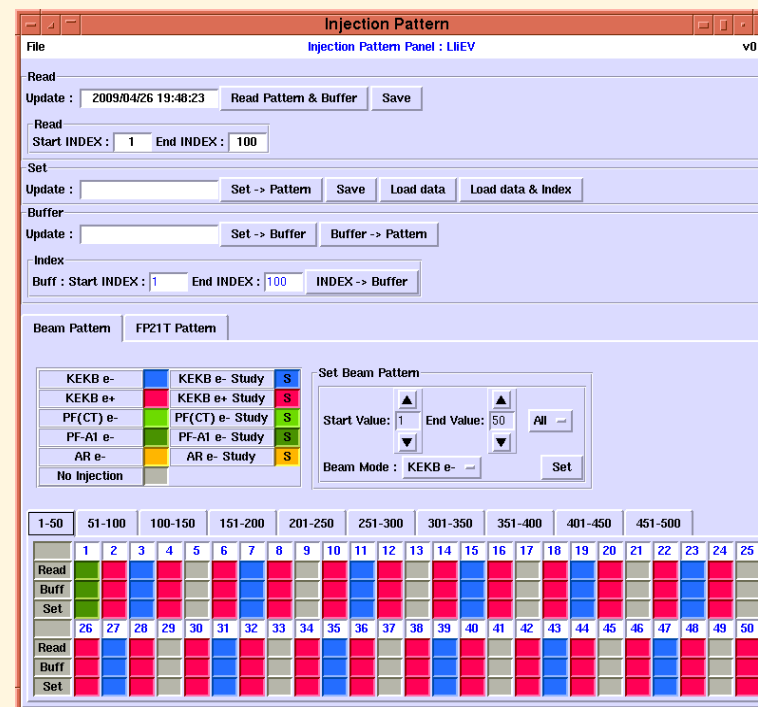 Injection Pattern
File Injection Pattern Panel : LIiEV v0
Read
Update : 2009/04/26 19:48:23 Read Pattern & Buffer Save
Read
Start INDEX : 1 End INDEX : 100
Set
Update : Set -> Pattern Save Load data Load data & Index
Buffer
Update : Set -> Buffer Buffer -> Pattern
Index
Buff : Start INDEX : 1 End INDEX : 100 INDEX -> Buffer
Beam Pattern FP21T Pattern
KEKB e- KEKB e- Study S
KEKB e+ KEKB e+ Study S
PF(CT) e- PF(CT) e- Study S
PF-A1 e- PF-A1 e- Study S
AR e- AR e- Study S
No Injection
Set Beam Pattern
Start Value: 1 End Value: 50 All
Beam Mode : KEKB e- Set
1-50 51-100 100-150 151-200 201-250 251-300 301-350 351-400 401-450 451-500
1 2 3 4 5 6 7 8 9 10 11 12 13 14 15 16 17 18 19 20 21 22 23 24 25
Read
Buff
Set
26 27 28 29 30 31 32 33 34 35 36 37 38 39 40 41 42 43 44 45 46 47 48 49 50
Read
Buff
Set